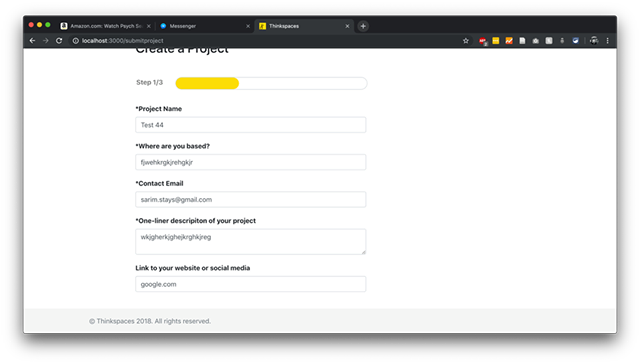 Amazon.com: Watch Psych Sea
Messenger
Thinkspaces
localhost:3000/submitproject
Create a Project
Step 1/3
*Project Name
Test 44
*Where are you based?
fjwehkrgkjrehgkjr
*Contact Email
sarim.stays@gmail.com
*One-liner descripiton of your project
wkjgherkjghejkrghkjreg
Link to your website or social media
google.com
© Thinkspaces 2018. All rights reserved.